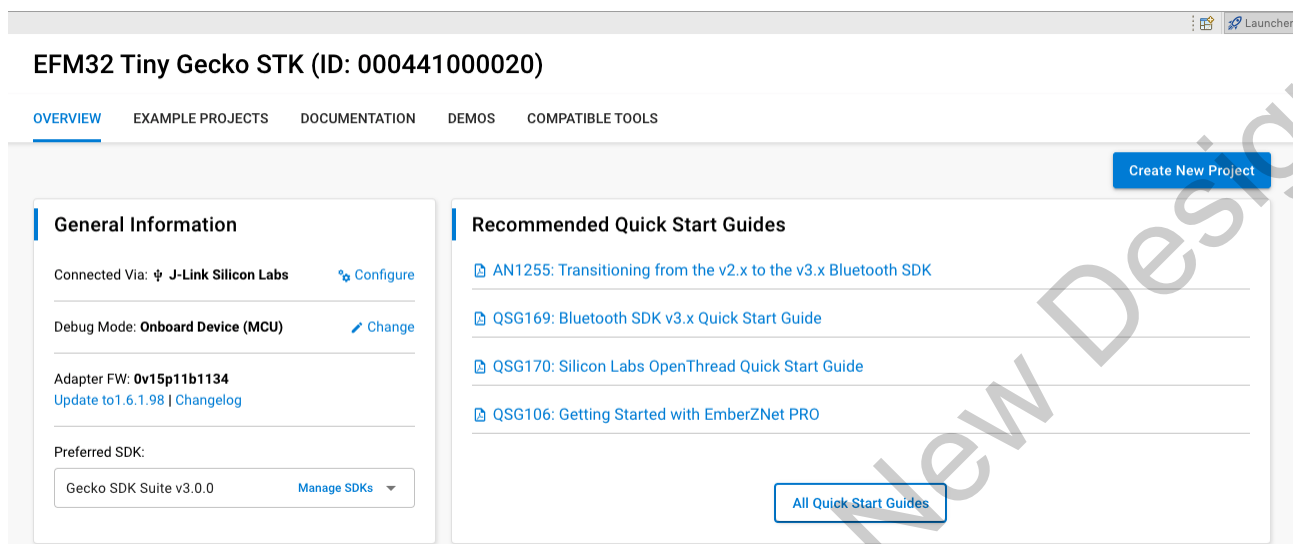 Launcher
EFM32 Tiny Gecko STK (ID: 000441000020)
OVERVIEW EXAMPLE PROJECTS DOCUMENTATION DEMOS COMPATIBLE TOOLS
Create New Project
General Information
Connected Via: J-Link Silicon Labs Configure
Debug Mode: Onboard Device (MCU) Change
Adapter FW: 0v15p11b1134
Update to1.6.1.98 | Changelog
Preferred SDK:
Gecko SDK Suite v3.0.0 Manage SDKs
Recommended Quick Start Guides
AN1255: Transitioning from the v2.x to the v3.x Bluetooth SDK
QSG169: Bluetooth SDK v3.x Quick Start Guide
QSG170: Silicon Labs OpenThread Quick Start Guide
QSG106: Getting Started with EmberZNet PRO
All Quick Start Guides
New Desig